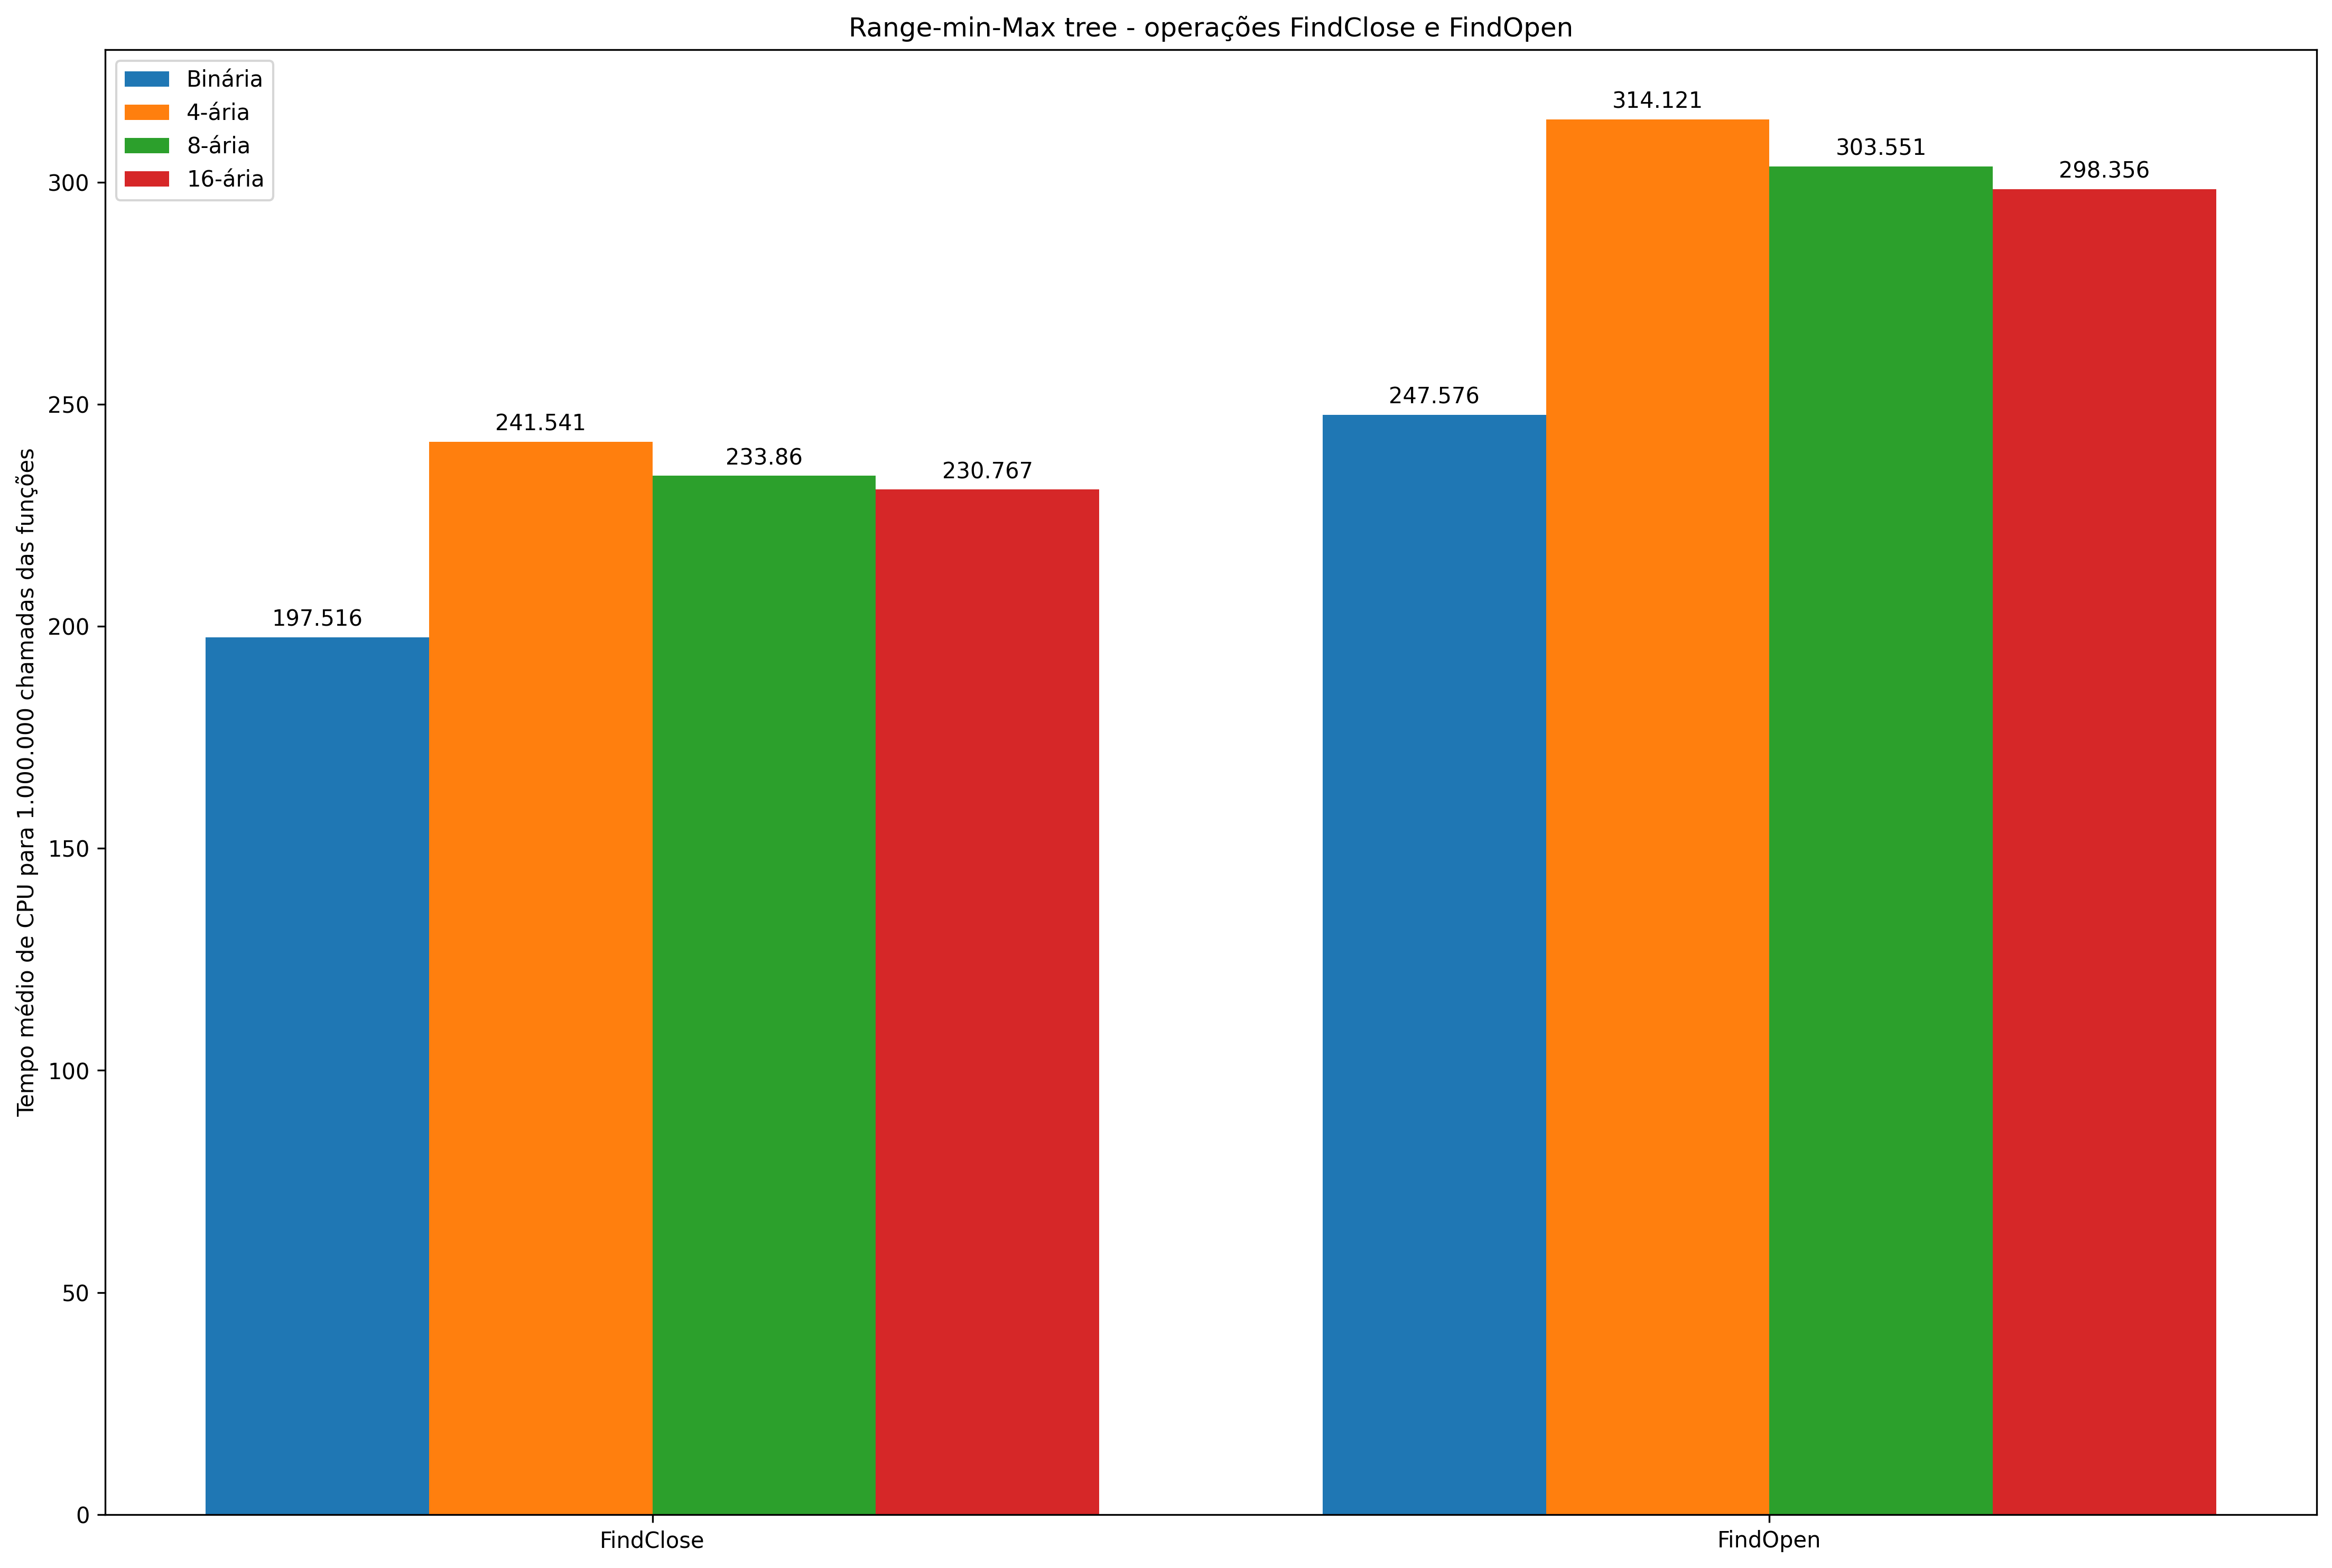 Range-min-Max tree - operações FindClose e FindOpen
Binária
4-ária
8-ária
16-ária
Tempo médio de CPU para 1.000.000 chamadas das funções
300
250
200
150
100
50
0
197.516
241.541
233.86
230.767
247.576
314.121
303.551
298.356
FindClose
FindOpen